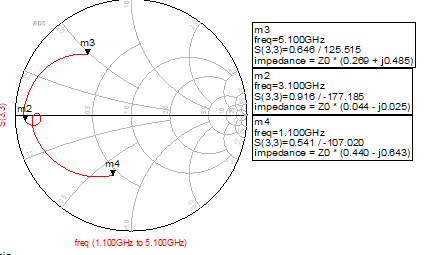 ADS
m3
m2
m4
S(3,3)
freq (1.100GHz to 5.100GHz)
m3
freq=5.100GHz
S(3,3)=0.646 / 125.515
impedance = Z0 * (0.269 + j0.485)
m2
freq=3.100GHz
S(3,3)=0.916 / -177.185
impedance = Z0 * (0.044 - j0.025)
m4
freq=1.100GHz
S(3,3)=0.541 / -107.020
impedance = Z0 * (0.440 - j0.643)